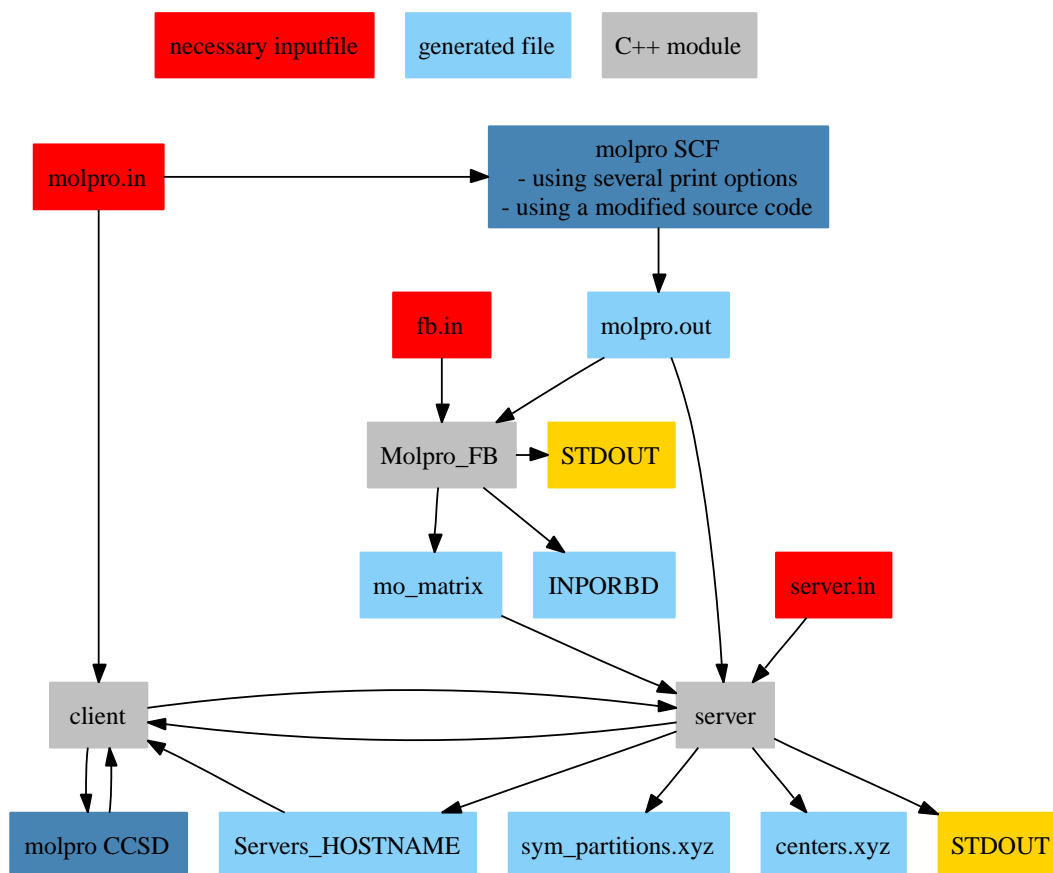 necessary inputfile
generated file
C++ module
molpro.in
molpro SCF
- using several print options
- using a modified source code
fb.in
molpro.out
Molpro_FB
STDOUT
mo_matrix
INPORBD
server.in
client
server
molpro CCSD
Servers_HOSTNAME
sym_partitions.xyz
centers.xyz
STDOUT